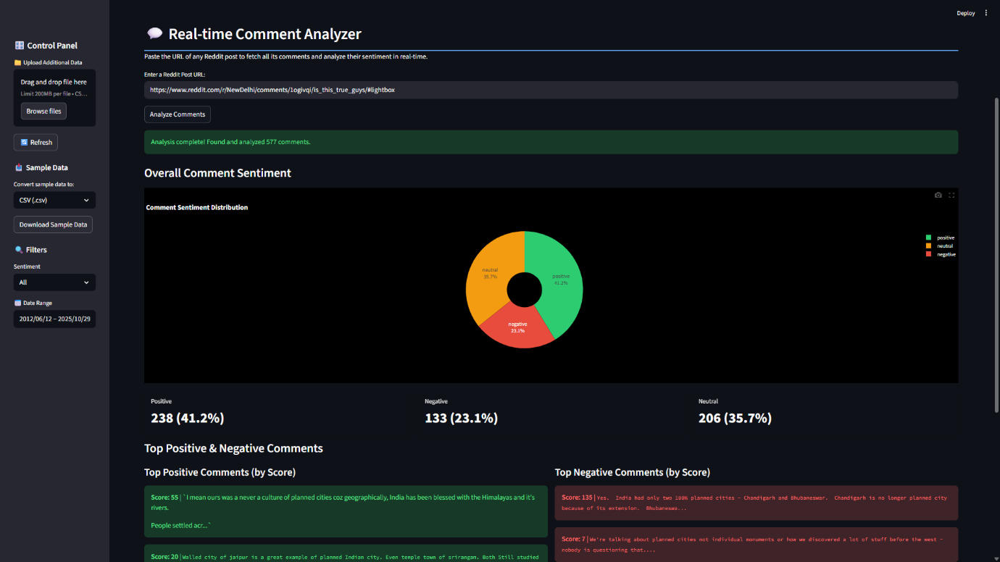 Deploy
Control Panel
Upload Additional Data
Drag and drop file here
Limit 200MB per file • CS...
Browse files
Refresh
Sample Data
Convert sample data to:
CSV (.csv)
Download Sample Data
Filters
Sentiment
All
Date Range
2012/06/12 – 2025/10/29
Real-time Comment Analyzer
Paste the URL of any Reddit post to fetch all its comments and analyze their sentiment in real-time.
Enter a Reddit Post URL:
https://www.reddit.com/r/NewDelhi/comments/1ogivqi/is_this_true_guys/#lightbox
Analyze Comments
Analysis complete! Found and analyzed 577 comments.
Overall Comment Sentiment
Comment Sentiment Distribution
positive
neutral
negative
neutral
35.7%
positive
41.2%
negative
23.1%
Positive
238 (41.2%)
Negative
133 (23.1%)
Neutral
206 (35.7%)
Top Positive & Negative Comments
Top Positive Comments (by Score)
Score: 55 | `I mean ours was a never a culture of planned cities coz geographically, India has been blessed with the Himalayas and it's
rivers.
People settled acr...`
Score: 20 | Walled city of jaipur is a great example of planned Indian city. Even temple town of srirangam. Both Still studied
Top Negative Comments (by Score)
Score: 135 | Yes. India had only two 100% planned cities – Chandigarh and Bhubaneswar. Chandigarh is no longer planned city
because of its extension. Bhubaneswa...
Score: 7 | We're talking about planned cities not individual monuments or how we discovered a lot of stuff before the west –
nobody is questioning that....